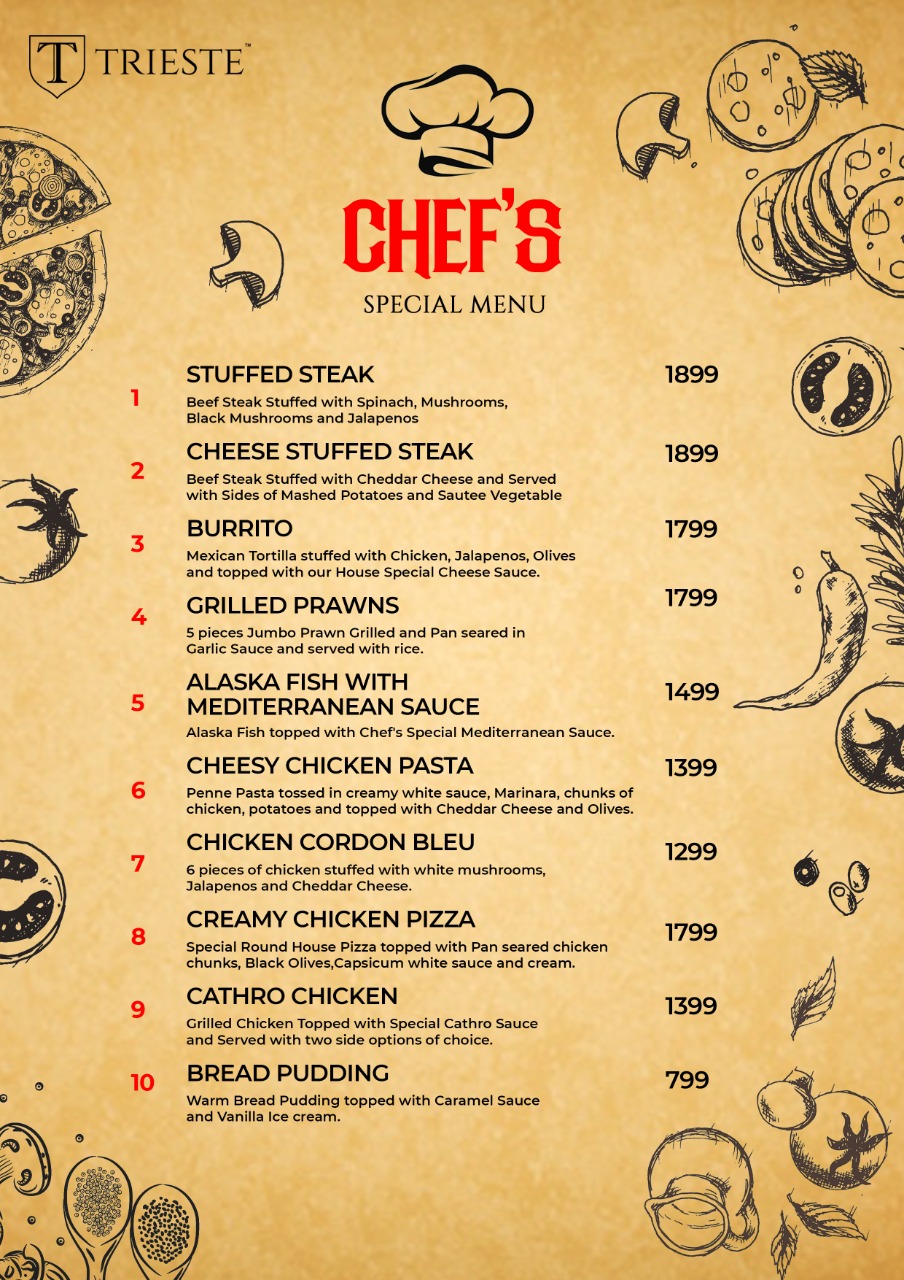 T TRIESTE™
CHEF'S
SPECIAL MENU
1 STUFFED STEAK 1899
Beef Steak Stuffed with Spinach, Mushrooms,
Black Mushrooms and Jalapenos
2 CHEESE STUFFED STEAK 1899
Beef Steak Stuffed with Cheddar Cheese and Served
with Sides of Mashed Potatoes and Sautee Vegetable
3 BURRITO 1799
Mexican Tortilla stuffed with Chicken, Jalapenos, Olives
and topped with our House Special Cheese Sauce.
4 GRILLED PRAWNS 1799
5 pieces Jumbo Prawn Grilled and Pan seared in
Garlic Sauce and served with rice.
5 ALASKA FISH WITH
MEDITERRANEAN SAUCE 1499
Alaska Fish topped with Chef's Special Mediterranean Sauce.
6 CHEESY CHICKEN PASTA 1399
Penne Pasta tossed in creamy white sauce, Marinara, chunks of
chicken, potatoes and topped with Cheddar Cheese and Olives.
7 CHICKEN CORDON BLEU 1299
6 pieces of chicken stuffed with white mushrooms,
Jalapenos and Cheddar Cheese.
8 CREAMY CHICKEN PIZZA 1799
Special Round House Pizza topped with Pan seared chicken
chunks, Black Olives,Capsicum white sauce and cream.
9 CATHRO CHICKEN 1399
Grilled Chicken Topped with Special Cathro Sauce
and Served with two side options of choice.
10 BREAD PUDDING 799
Warm Bread Pudding topped with Caramel Sauce
and Vanilla Ice cream.